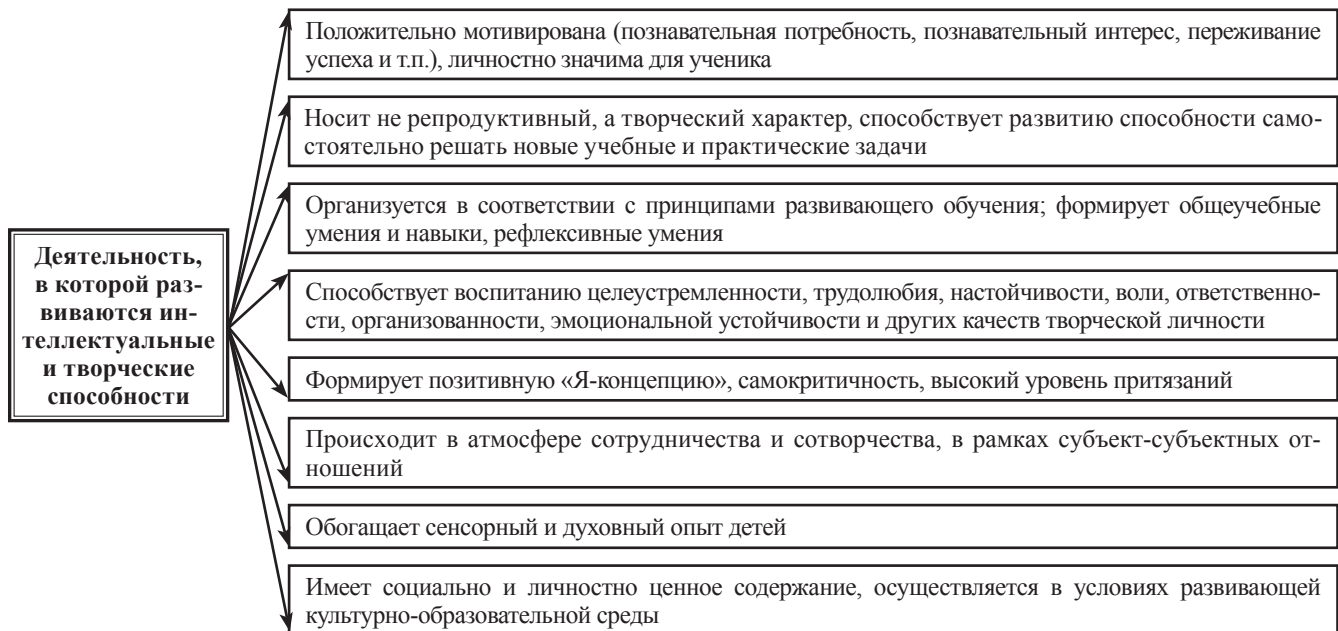 Положительно мотивирована (познавательная потребность, познавательный интерес, переживание
успеха и т.п.), личностно значима для ученика
Носит не репродуктивный, а творческий характер, способствует развитию способности само-
стоятельно решать новые учебные и практические задачи
Организуется в соответствии с принципами развивающего обучения; формирует общеучебные
умения и навыки, рефлексивные умения
Деятельность,
в которой раз-
виваются ин-
теллектуальные
и творческие
способности
Способствует воспитанию целеустремленности, трудолюбия, настойчивости, воли, ответственно-
сти, организованности, эмоциональной устойчивости и других качеств творческой личности
Формирует позитивную «Я-концепцию», самокритичность, высокий уровень притязаний
Происходит в атмосфере сотрудничества и сотворчества, в рамках субъект-субъектных от-
ношений
Обогащает сенсорный и духовный опыт детей
Имеет социально и личностно ценное содержание, осуществляется в условиях развивающей
культурно-образовательной среды